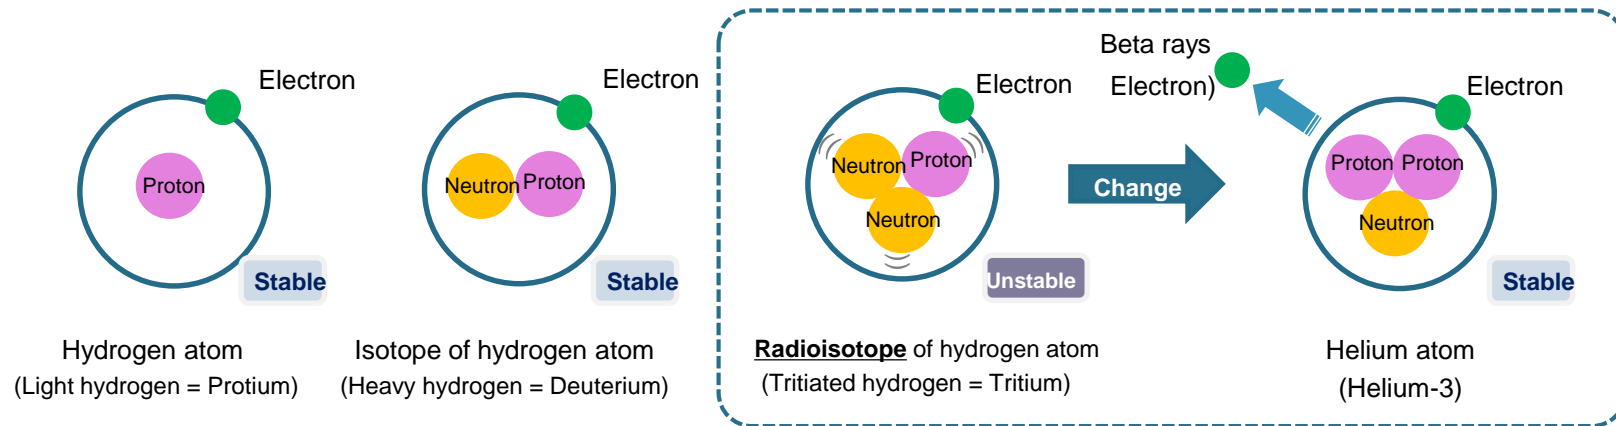 Electron
Proton
Stable
Hydrogen atom
(Light hydrogen = Protium)
Electron
Neutron Proton
Stable
Isotope of hydrogen atom
(Heavy hydrogen = Deuterium)
Electron
Neutron Proton
Neutron
Unstable
Radioisotope of hydrogen atom
(Tritiated hydrogen = Tritium)
Change
Beta rays
Electron)
Electron
Proton Proton
Neutron
Stable
Helium atom
(Helium-3)